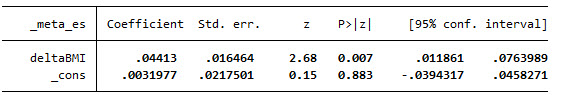 _meta_es Coefficient Std. err. z P>|z| [95% conf. interval]
deltaBMI .04413 .016464 2.68 0.007 .011861 .0763989
_cons .0031977 .0217501 0.15 0.883 -.0394317 .0458271